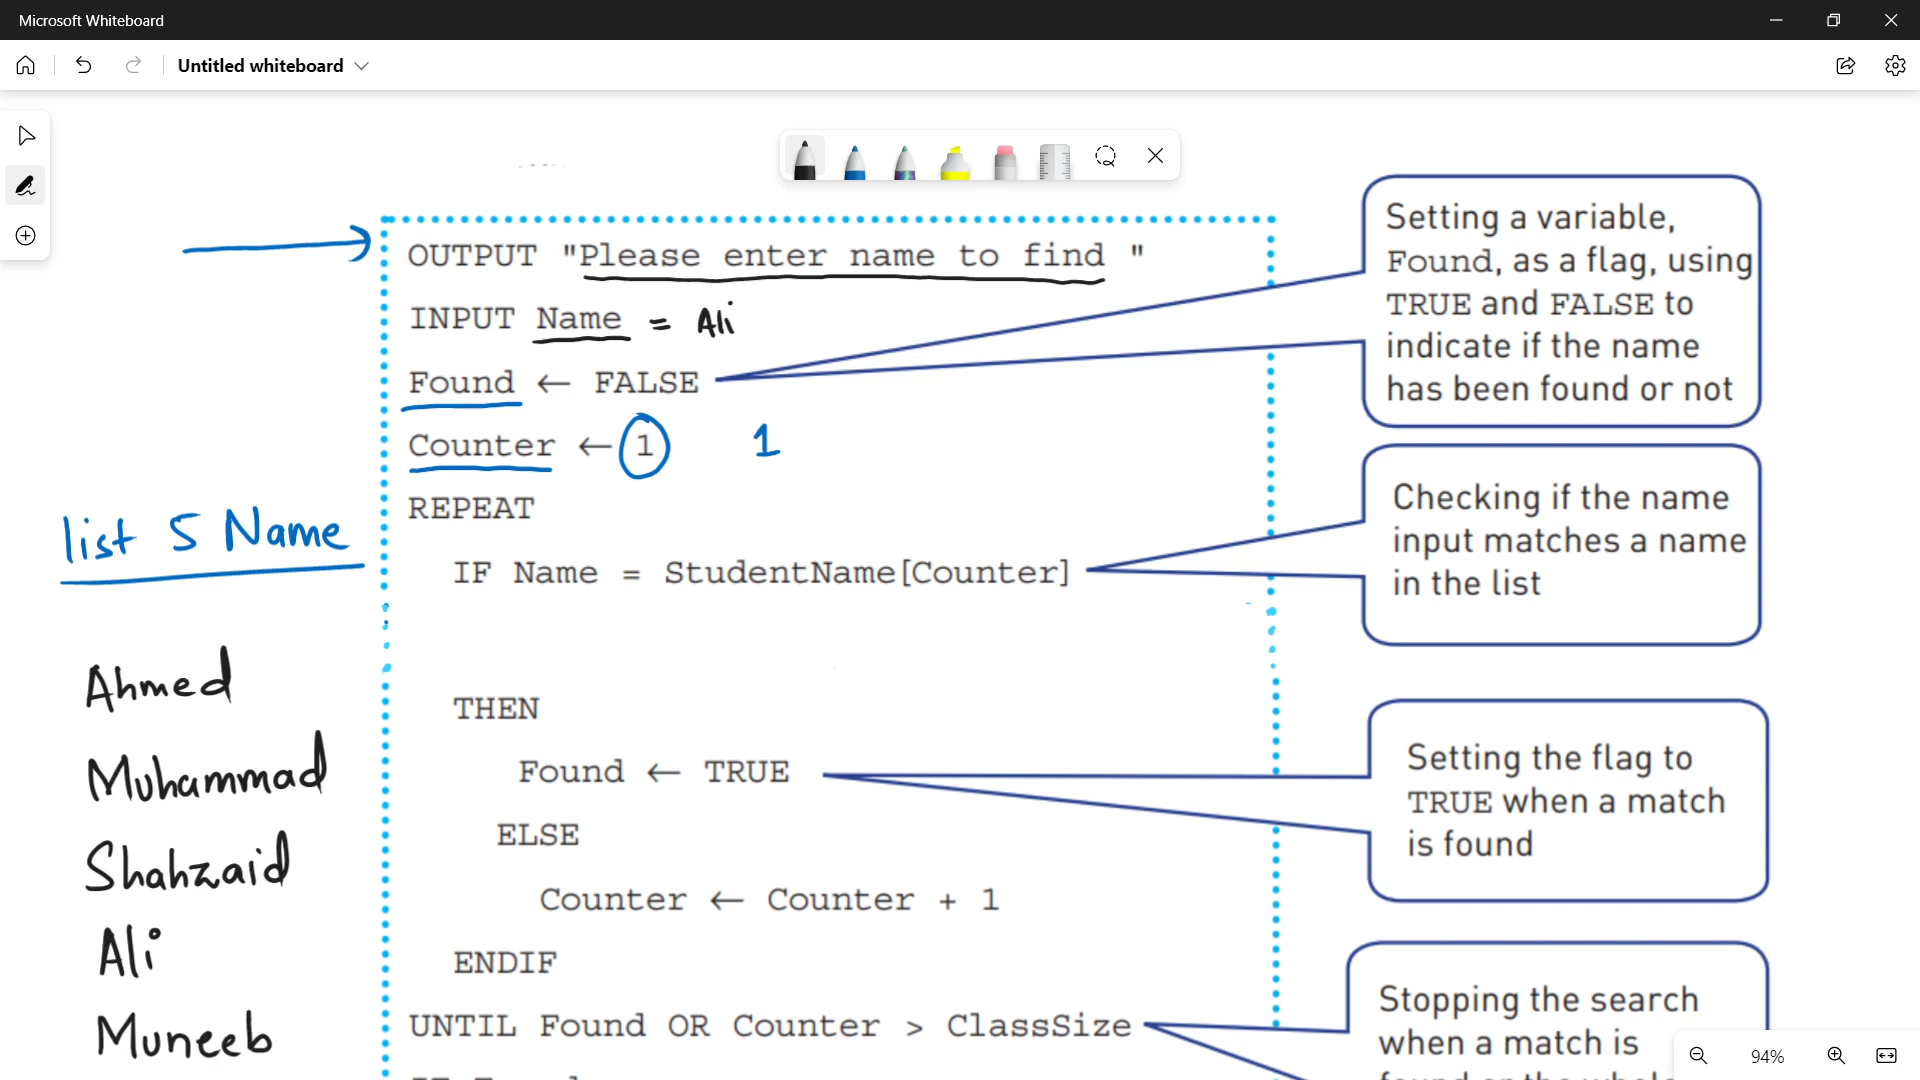 Microsoft Whiteboard
Untitled whiteboard
OUTPUT "Please enter name to find "
INPUT Name = Ali
Found ← FALSE
Counter ← 1 1
REPEAT
IF Name = StudentName[Counter]
THEN
Found ← TRUE
ELSE
Counter ← Counter + 1
ENDIF
UNTIL Found OR Counter > ClassSize
list 5 Name
Ahmed
Muhammad
Shahzaid
Ali
Muneeb
Setting a variable,
Found, as a flag, using
TRUE and FALSE to
indicate if the name
has been found or not
Checking if the name
input matches a name
in the list
Setting the flag to
TRUE when a match
is found
Stopping the search
when a match is
94%